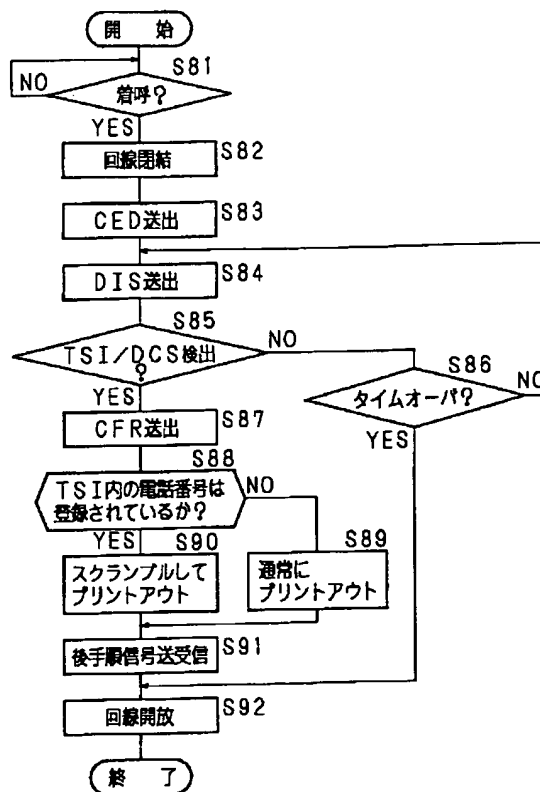 開 始
S81
NO
着呼?
YES
回線閉結
S82
CED送出
S83
DIS送出
S84
S85
TSI/DCS検出
?
NO
YES
S86
タイムオーバ?
NO
YES
CFR送出
S87
S88
TSI内の電話番号は
登録されているか?
NO
YES
S90
スクランブルして
プリントアウト
S89
通常に
プリントアウト
後手順信号送受信
S91
回線開放
S92
終 了